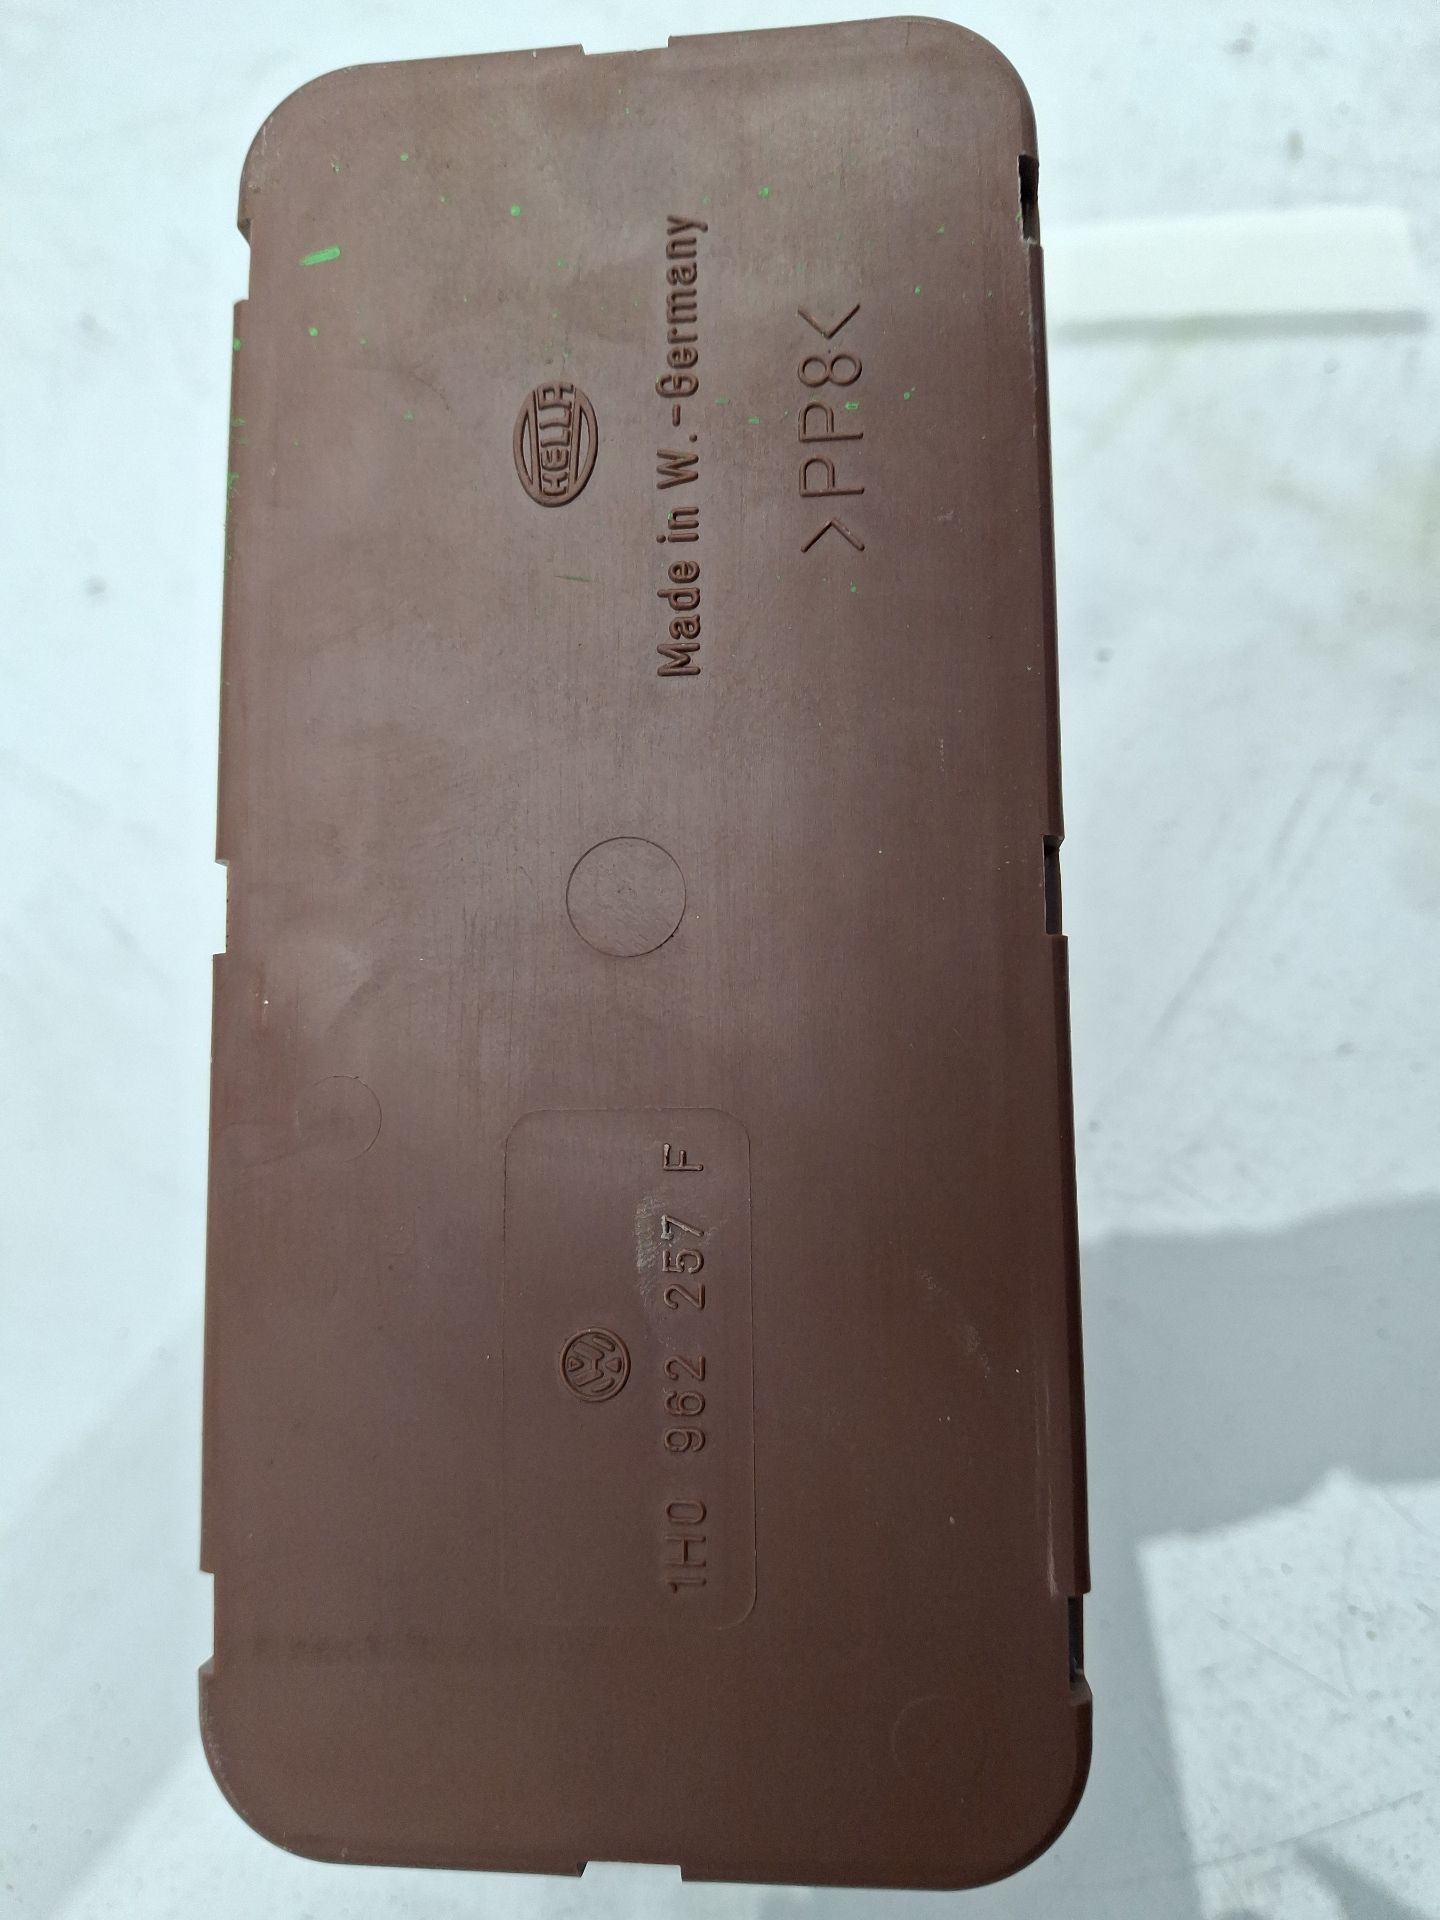 HELLA
Made in W.-Germany
>PP8<
1H0 962 257 F